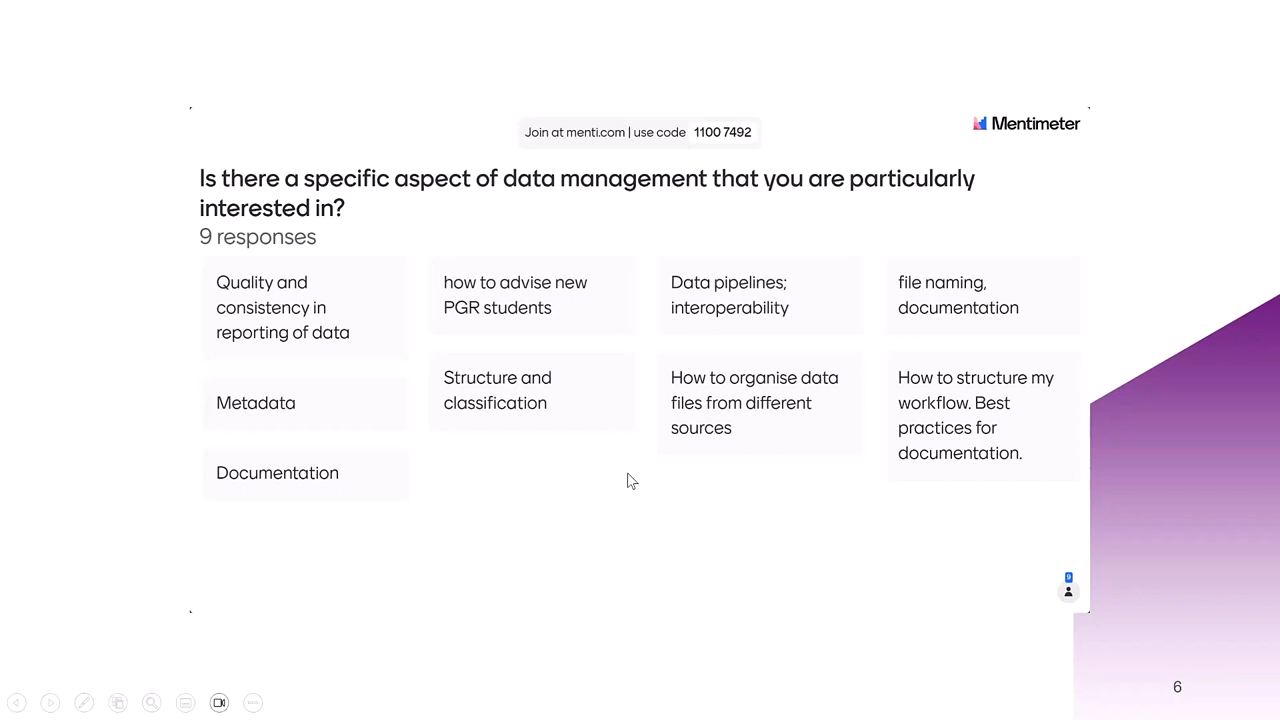 Join at menti.com | use code 1100 7492
Mentimeter
Is there a specific aspect of data management that you are particularly
interested in?
9 responses
Quality and
consistency in
reporting of data
Metadata
Documentation
how to advise new
PGR students
Structure and
classification
Data pipelines;
interoperability
How to organise data
files from different
sources
file naming,
documentation
How to structure my
workflow. Best
practices for
documentation.
9
6